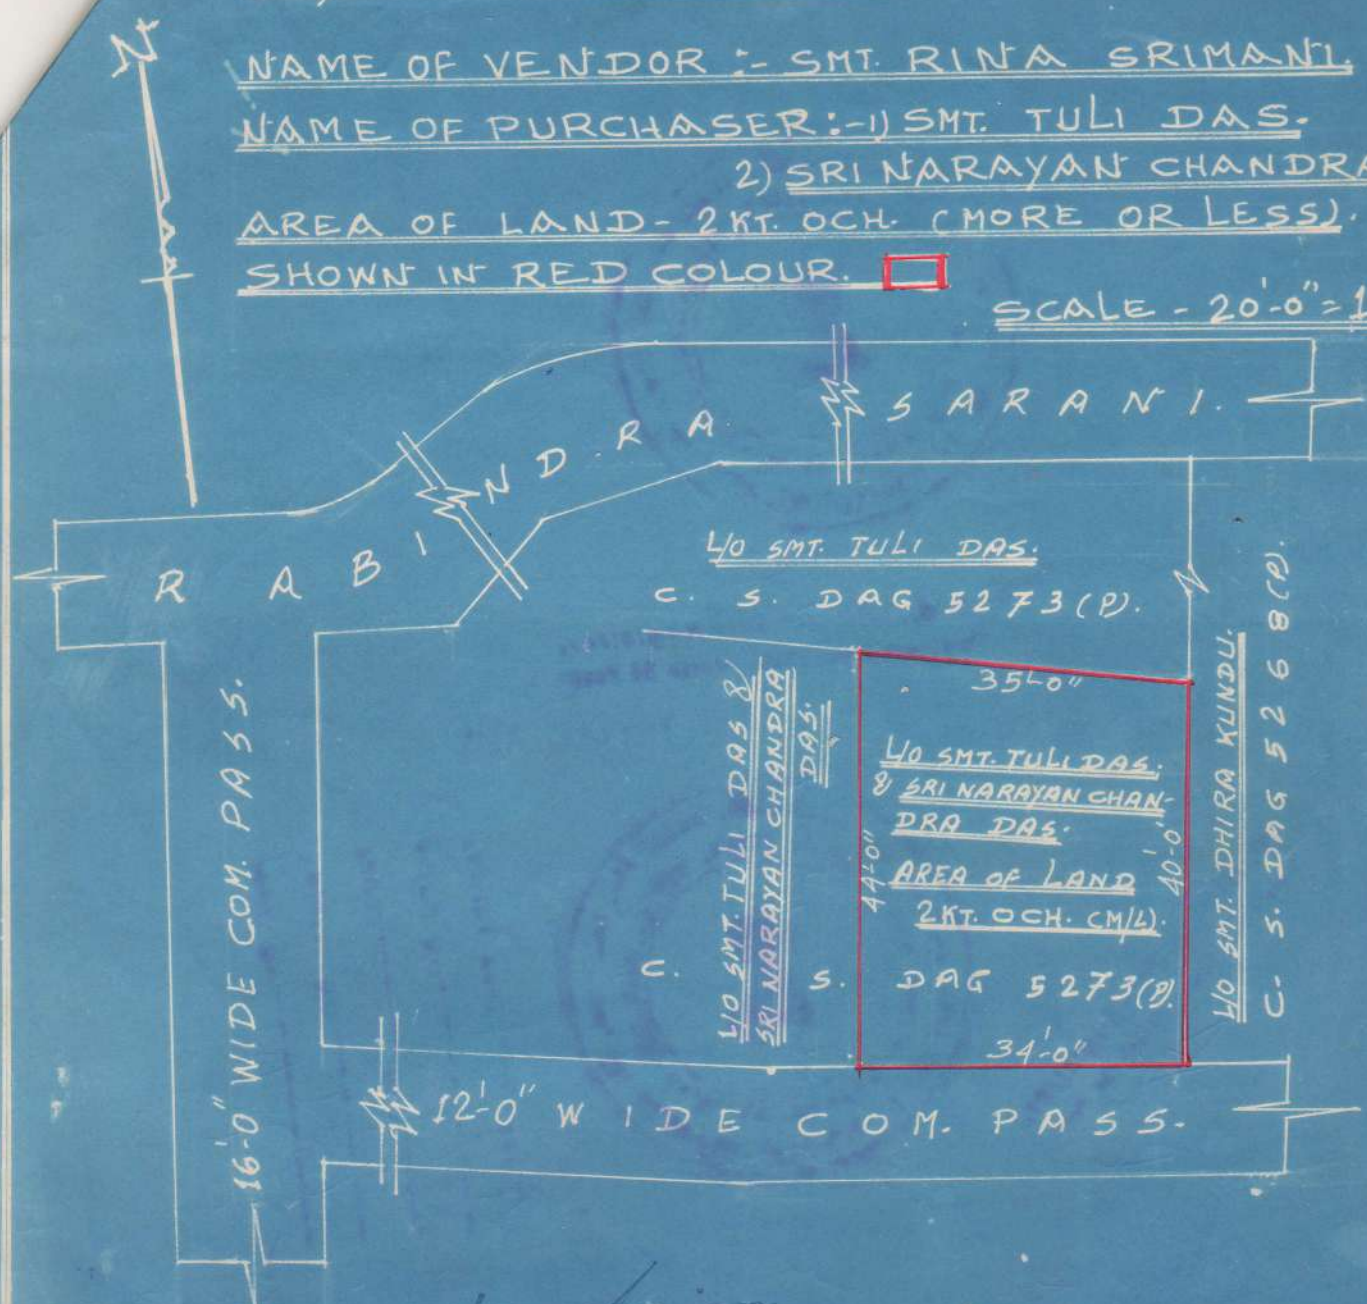 N
NAME OF VENDOR :- SMT. RINA SRIMANI.
NAME OF PURCHASER:-1) SMT. TULI DAS.
2) SRI NARAYAN CHANDRA
AREA OF LAND - 2 KT. OCH. (MORE OR LESS).
SHOWN IN RED COLOUR.
SCALE - 20'-0" = 1
RABINDRA SARANI.
L/O SMT. TULI DAS.
C. S. DAG 5273(P).
35'-0"
L/O SMT. TULI DAS &
SRI NARAYAN CHANDRA
DAS.
44'-0"
L/O SMT. TULI DAS.
& SRI NARAYAN CHAN-
DRA DAS.
AREA OF LAND
2KT. OCH. (M/L).
40'-0"
C. S. DAG 5273(P).
34'-0"
L/O SMT. DHIRA KUNDU.
C. S. DAG 5268(P).
16'-0" WIDE COM. PASS.
12'-0" WIDE COM. PASS.